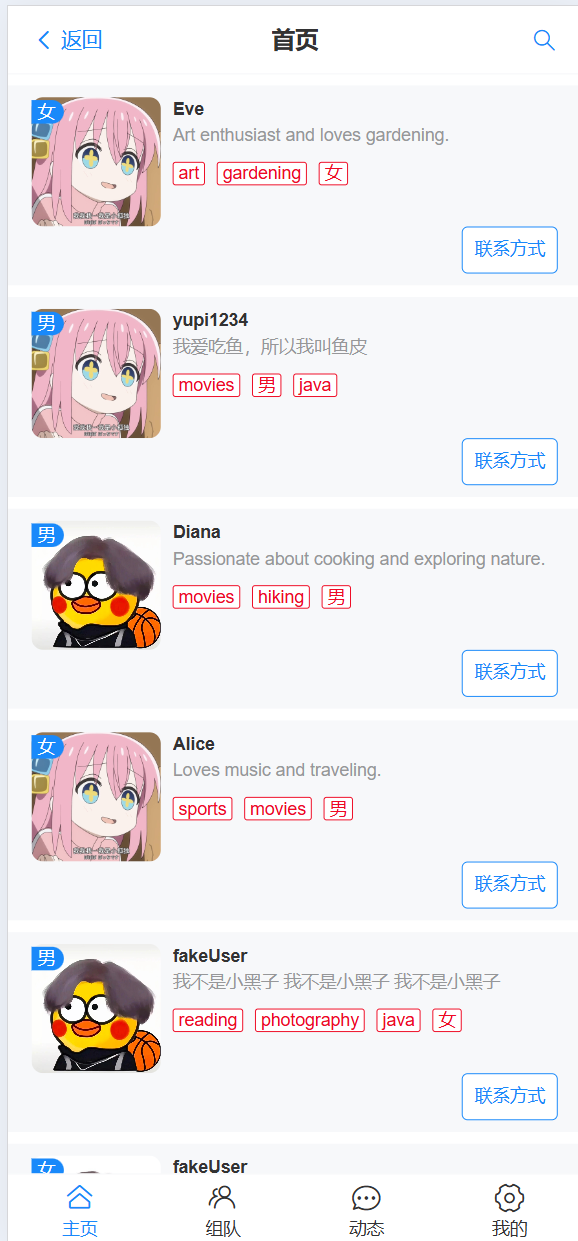 返回 首页
女
Eve
Art enthusiast and loves gardening.
art gardening 女
联系方式
男
yupi1234
我爱吃鱼，所以我叫鱼皮
movies 男 java
联系方式
男
Diana
Passionate about cooking and exploring nature.
movies hiking 男
联系方式
女
Alice
Loves music and traveling.
sports movies 男
联系方式
男
fakeUser
我不是小黑子 我不是小黑子 我不是小黑子
reading photography java 女
联系方式
女
fakeUser
主页 组队 动态 我的